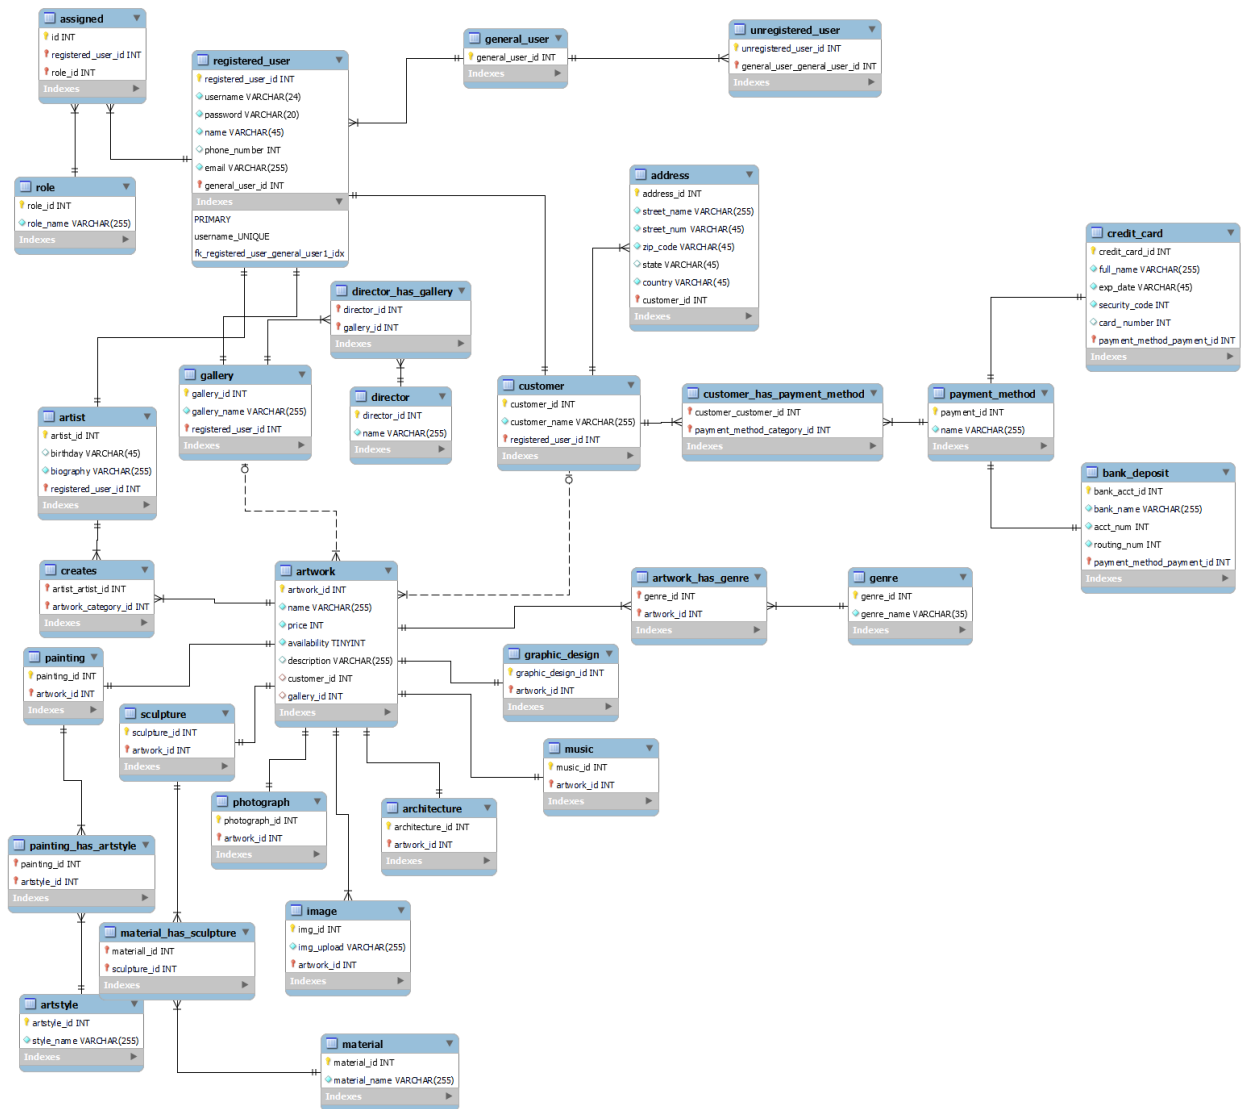 assigned
id INT
registered_user_id INT
role_id INT
Indexes
registered_user
registered_user_id INT
username VARCHAR(24)
password VARCHAR(20)
name VARCHAR(45)
phone_number INT
email VARCHAR(255)
general_user_id INT
Indexes
PRIMARY
username_UNIQUE
fk_registered_user_general_user1_idx
general_user
general_user_id INT
Indexes
unregistered_user
unregistered_user_id INT
general_user_general_user_id INT
Indexes
role
role_id INT
role_name VARCHAR(255)
Indexes
address
address_id INT
street_name VARCHAR(255)
street_num VARCHAR(45)
zip_code VARCHAR(45)
state VARCHAR(45)
country VARCHAR(45)
customer_id INT
Indexes
credit_card
credit_card_id INT
full_name VARCHAR(255)
exp_date VARCHAR(45)
security_code INT
card_number INT
payment_method_payment_id INT
Indexes
director_has_gallery
director_id INT
gallery_id INT
Indexes
gallery
gallery_id INT
gallery_name VARCHAR(255)
registered_user_id INT
Indexes
director
director_id INT
name VARCHAR(255)
Indexes
customer
customer_id INT
customer_name VARCHAR(255)
registered_user_id INT
Indexes
customer_has_payment_method
customer_customer_id INT
payment_method_category_id INT
Indexes
payment_method
payment_id INT
name VARCHAR(255)
Indexes
artist
artist_id INT
birthday VARCHAR(45)
biography VARCHAR(255)
registered_user_id INT
Indexes
bank_deposit
bank_acct_id INT
bank_name VARCHAR(255)
acct_num INT
routing_num INT
payment_method_payment_id INT
Indexes
creates
artist_artist_id INT
artwork_category_id INT
Indexes
artwork
artwork_id INT
name VARCHAR(255)
price INT
availability TINYINT
description VARCHAR(255)
customer_id INT
gallery_id INT
Indexes
artwork_has_genre
genre_id INT
artwork_id INT
Indexes
genre
genre_id INT
genre_name VARCHAR(35)
Indexes
painting
painting_id INT
artwork_id INT
Indexes
graphic_design
graphic_design_id INT
artwork_id INT
Indexes
sculpture
sculpture_id INT
artwork_id INT
Indexes
music
music_id INT
artwork_id INT
Indexes
photograph
photograph_id INT
artwork_id INT
Indexes
architecture
architecture_id INT
artwork_id INT
Indexes
painting_has_artstyle
painting_id INT
artstyle_id INT
Indexes
image
img_id INT
img_upload VARCHAR(255)
artwork_id INT
Indexes
material_has_sculpture
materiall_id INT
sculpture_id INT
Indexes
artstyle
artstyle_id INT
style_name VARCHAR(255)
Indexes
material
material_id INT
material_name VARCHAR(255)
Indexes